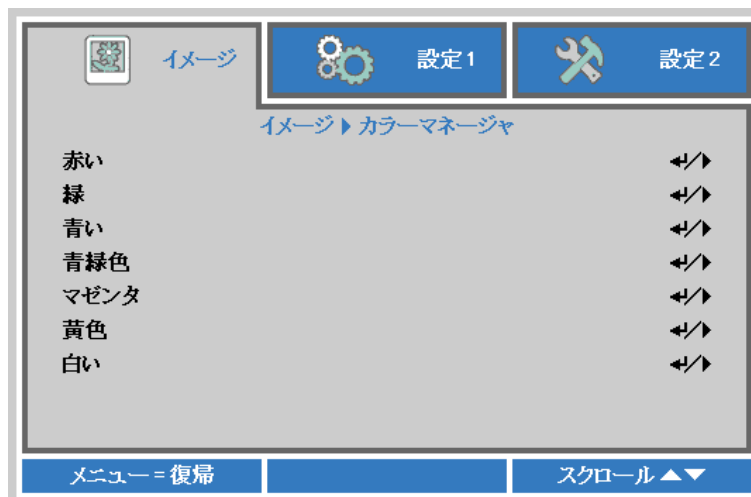 イメージ 設定1 設定2
イメージ▶カラーマネージャ
赤い ↵/▶
緑 ↵/▶
青い ↵/▶
青緑色 ↵/▶
マゼンタ ↵/▶
黄色 ↵/▶
白い ↵/▶
メニュー=復帰 スクロール▲▼